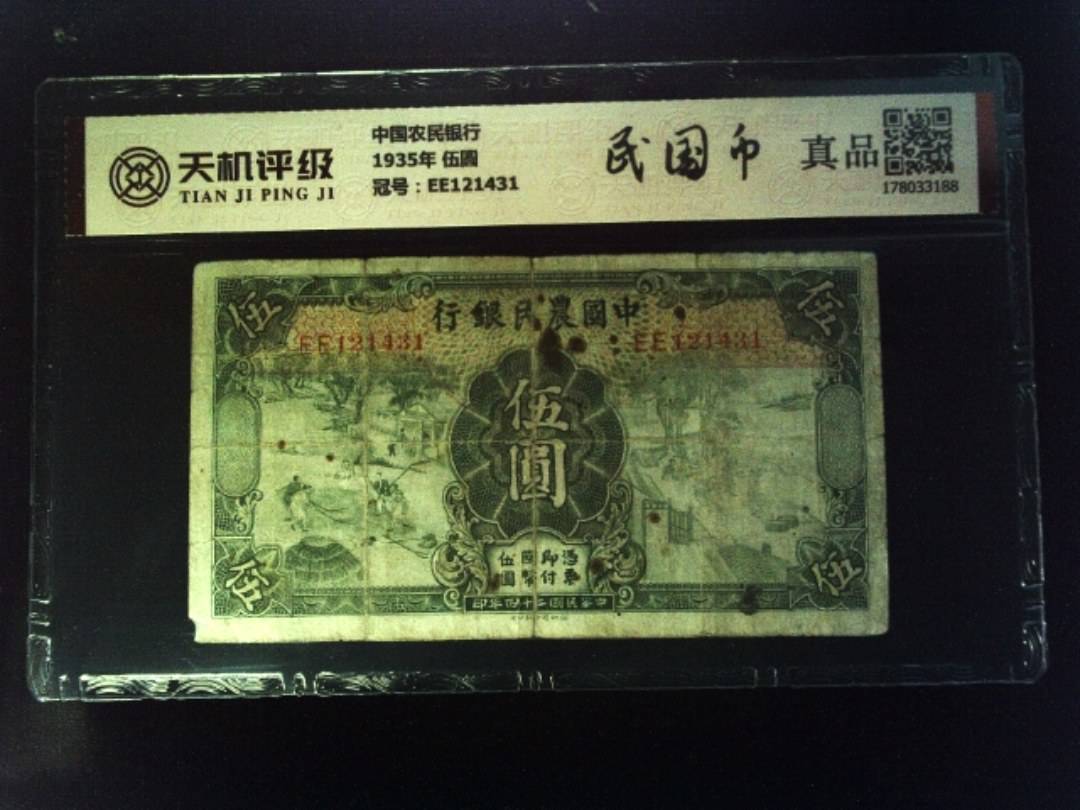 天机评级
TIAN JI PING JI
中国农民银行
1935年 伍圆
冠号：EE121431
民国币
真品
178033188
伍
伍
行銀民農國中
EE121431
EE121431
伍圓
憑票即付國幣伍圓
印年四十二國民華中
伍
伍